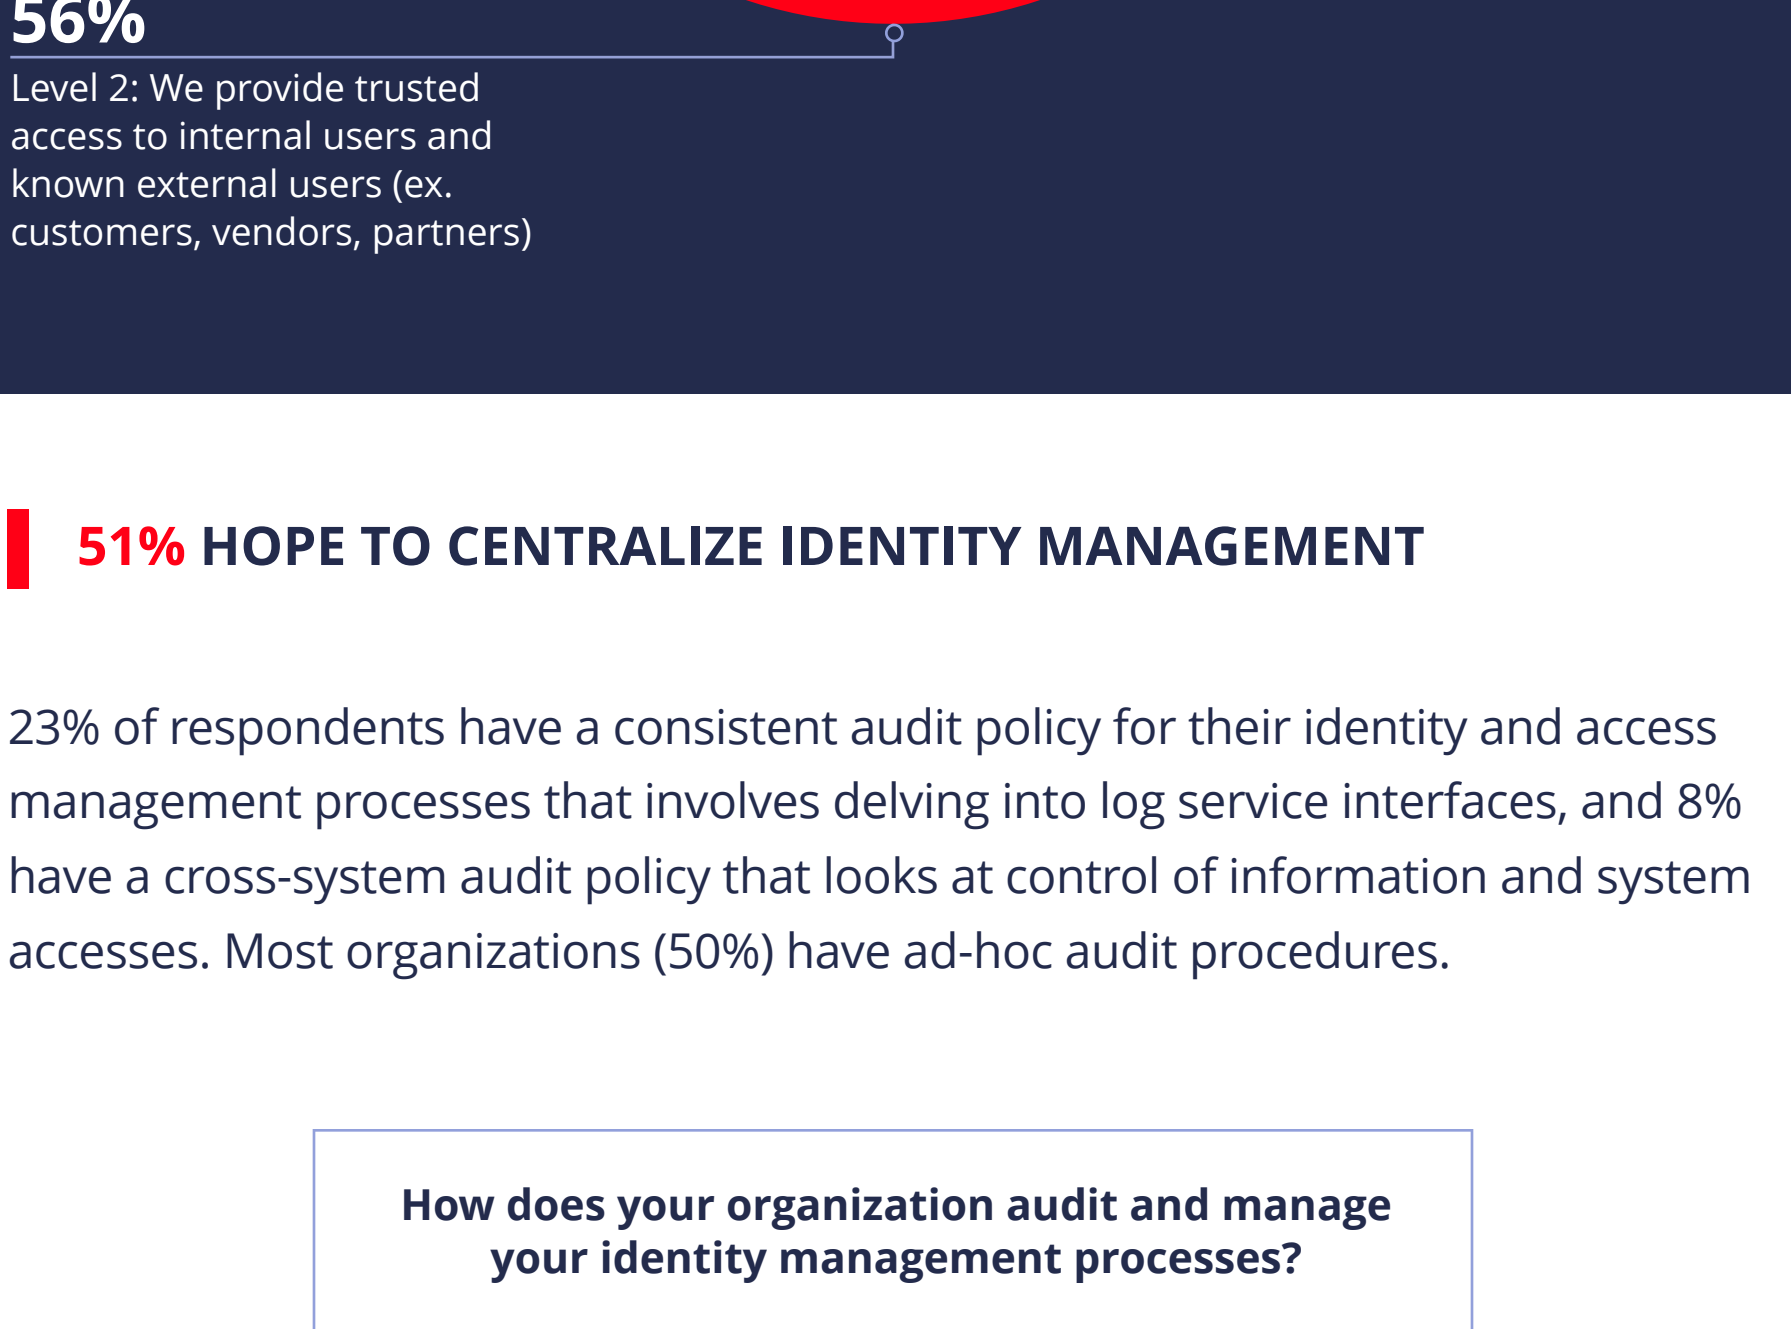 56%
Level 2: We provide trusted
access to internal users and
known external users (ex.
customers, vendors, partners)
51% HOPE TO CENTRALIZE IDENTITY MANAGEMENT
23% of respondents have a consistent audit policy for their identity and access
management processes that involves delving into log service interfaces, and 8%
have a cross-system audit policy that looks at control of information and system
accesses. Most organizations (50%) have ad-hoc audit procedures.
How does your organization audit and manage
your identity management processes?